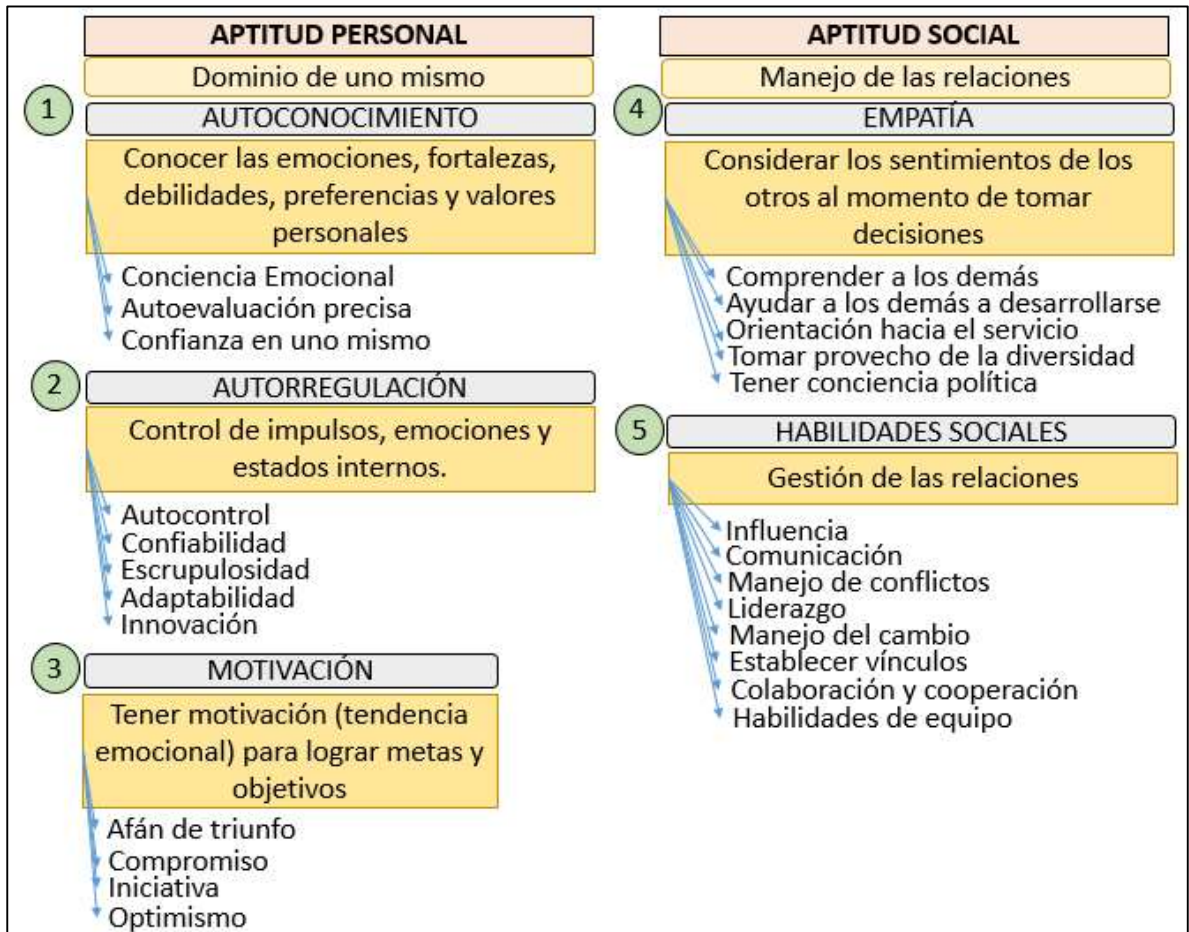 APTITUD PERSONAL
Dominio de uno mismo
1
AUTOCONOCIMIENTO
Conocer las emociones, fortalezas,
debilidades, preferencias y valores
personales
Conciencia Emocional
Autoevaluación precisa
Confianza en uno mismo
2
AUTORREGULACIÓN
Control de impulsos, emociones y
estados internos.
Autocontrol
Confiabilidad
Escrupulosidad
Adaptabilidad
Innovación
3
MOTIVACIÓN
Tener motivación (tendencia
emocional) para lograr metas y
objetivos
Afán de triunfo
Compromiso
Iniciativa
Optimismo
APTITUD SOCIAL
Manejo de las relaciones
4
EMPATÍA
Considerar los sentimientos de los
otros al momento de tomar
decisiones
Comprender a los demás
Ayudar a los demás a desarrollarse
Orientación hacia el servicio
Tomar provecho de la diversidad
Tener conciencia política
5
HABILIDADES SOCIALES
Gestión de las relaciones
Influencia
Comunicación
Manejo de conflictos
Liderazgo
Manejo del cambio
Establecer vínculos
Colaboración y cooperación
Habilidades de equipo